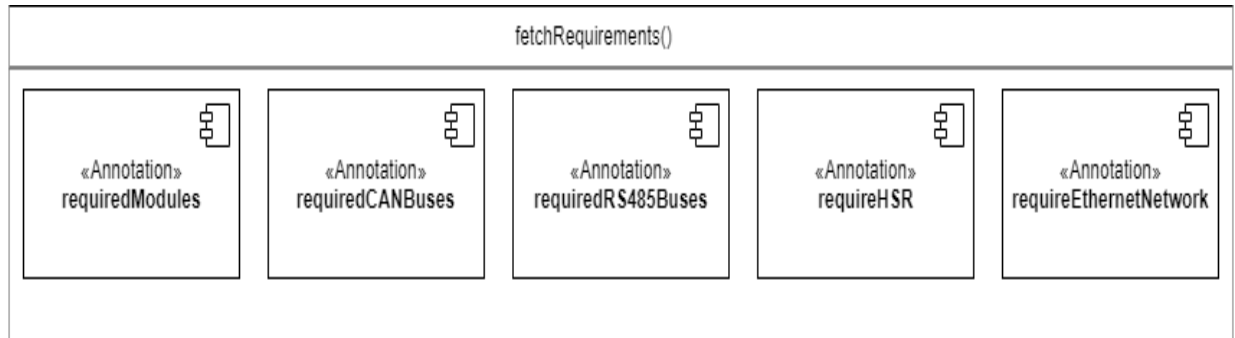 fetchRequirements()
«Annotation»
requiredModules
«Annotation»
requiredCANBuses
«Annotation»
requiredRS485Buses
«Annotation»
requireHSR
«Annotation»
requireEthernetNetwork